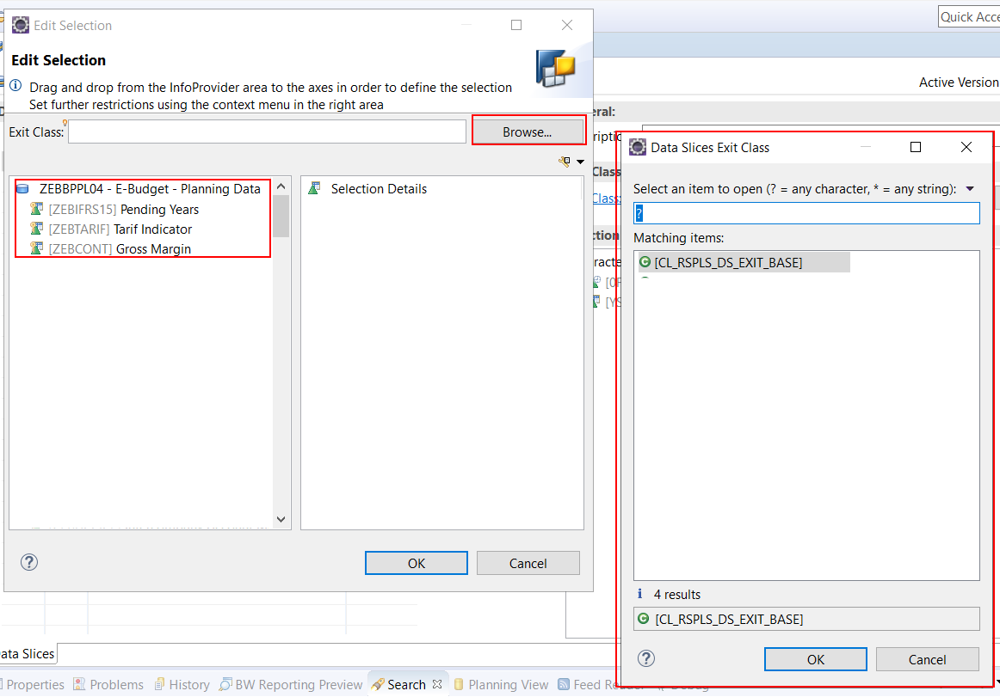 Edit Selection
Quick Acce
Edit Selection
Drag and drop from the InfoProvider area to the axes in order to define the selection
Set further restrictions using the context menu in the right area
Active Version
eral:
Exit Class:
Browse...
riptio
Data Slices Exit Class
Class
Class:
ction
racte
[0F
[YS
ZEBBPPL04 - E-Budget - Planning Data
[ZEBIFRS15] Pending Years
[ZEBTARIF] Tarif Indicator
[ZEBCONT] Gross Margin
Selection Details
Select an item to open (? = any character, * = any string):
?
Matching items:
[CL_RSPLS_DS_EXIT_BASE]
OK
Cancel
4 results
[CL_RSPLS_DS_EXIT_BASE]
OK
Cancel
ata Slices
Properties
Problems
History
BW Reporting Preview
Search
Planning View
Feed Reader
Debug